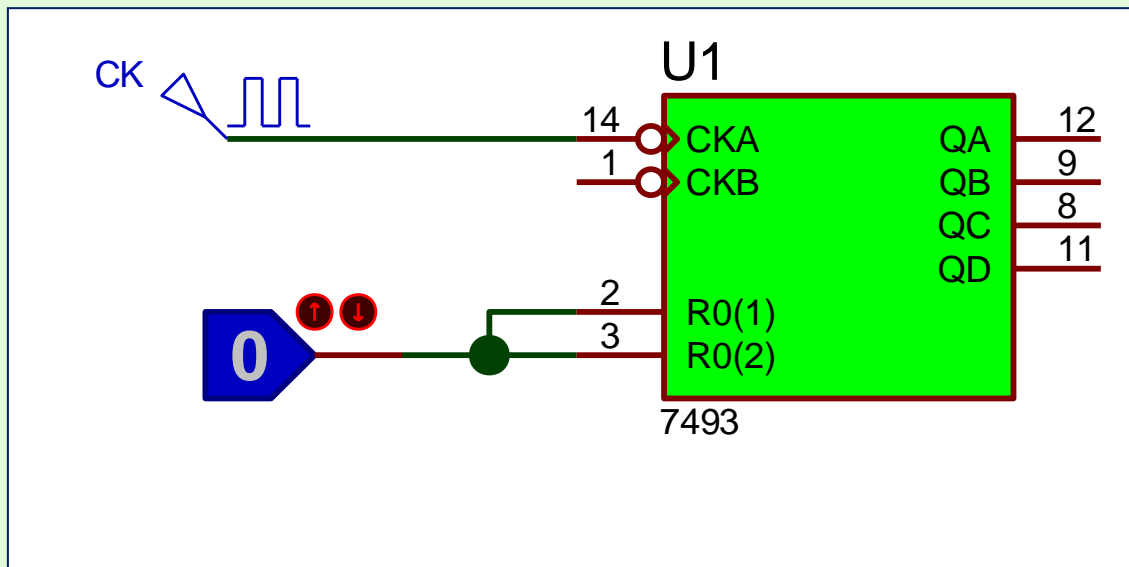 U1
CK
14 CKA QA 12
1 CKB QB 9
QC 8
QD 11
2 R0(1)
3 R0(2)
0 ↑ ↓
7493